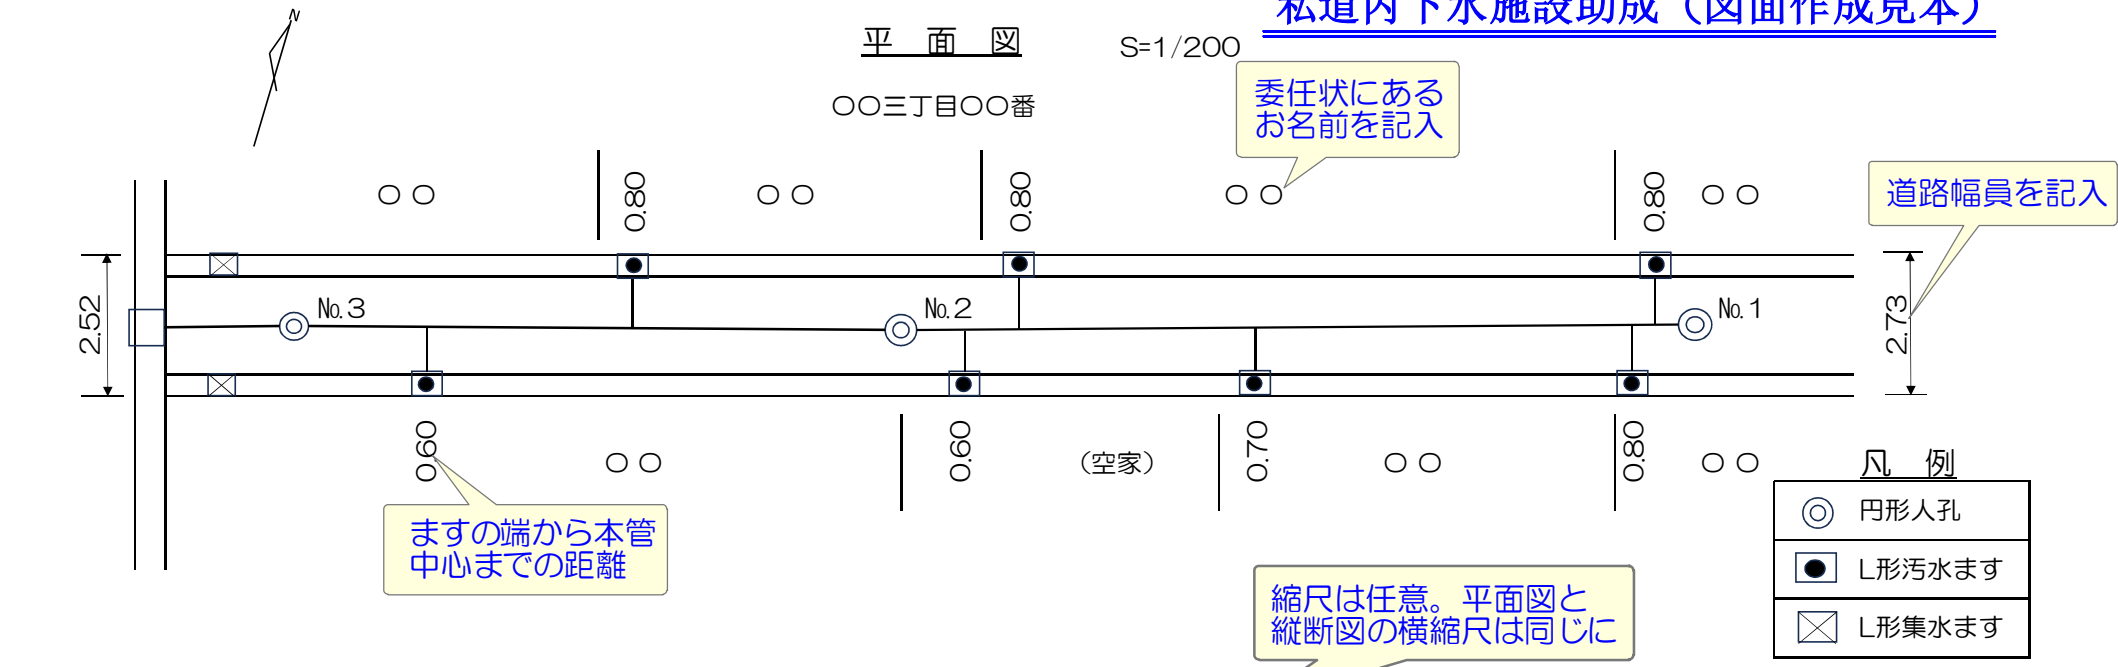 私道内下水施設助成（図面作成見本）
N
平　面　図
S=1/200
〇〇三丁目〇〇番
委任状にある
お名前を記入
道路幅員を記入
〇〇
0.80
〇〇
0.80
〇〇
0.80
〇〇
2.52
№3
№2
№1
2.73
0.60
〇〇
0.60
（空家）
0.70
〇〇
0.80
〇〇
ますの端から本管
中心までの距離
縮尺は任意。平面図と
縦断図の横縮尺は同じに
凡　例
円形人孔
L形汚水ます
L形集水ます